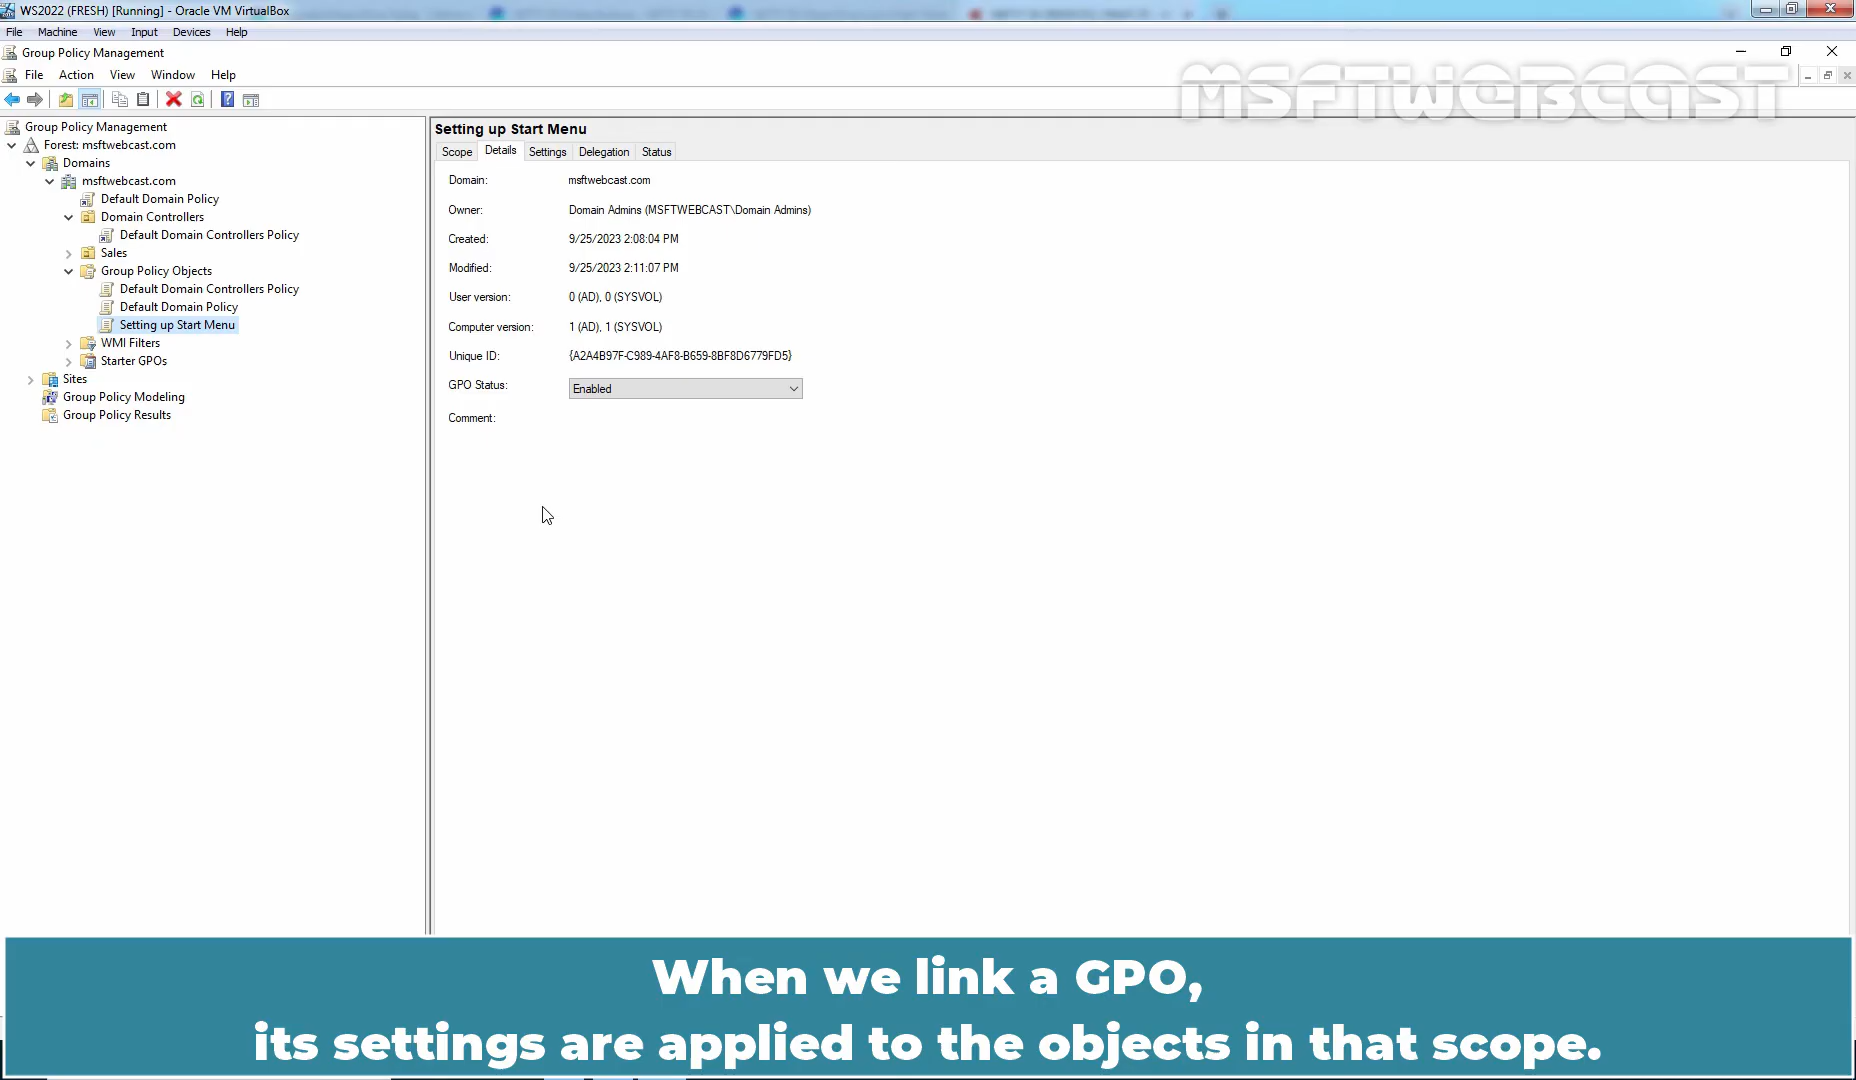 WS2022 (FRESH) [Running] - Oracle VM VirtualBox
File Machine View Input Devices Help
Group Policy Management
File Action View Window Help
MSFTWEBCAST
Group Policy Management
Forest: msftwebcast.com
Domains
msftwebcast.com
Default Domain Policy
Domain Controllers
Default Domain Controllers Policy
Sales
Group Policy Objects
Default Domain Controllers Policy
Default Domain Policy
Setting up Start Menu
WMI Filters
Starter GPOs
Sites
Group Policy Modeling
Group Policy Results
Setting up Start Menu
Scope Details Settings Delegation Status
Domain: msftwebcast.com
Owner: Domain Admins (MSFTWEBCAST\Domain Admins)
Created: 9/25/2023 2:08:04 PM
Modified: 9/25/2023 2:11:07 PM
User version: 0 (AD), 0 (SYSVOL)
Computer version: 1 (AD), 1 (SYSVOL)
Unique ID: {A2A4B97F-C989-4AF8-B659-8BF8D6779FD5}
GPO Status: Enabled
Comment:
When we link a GPO,
its settings are applied to the objects in that scope.